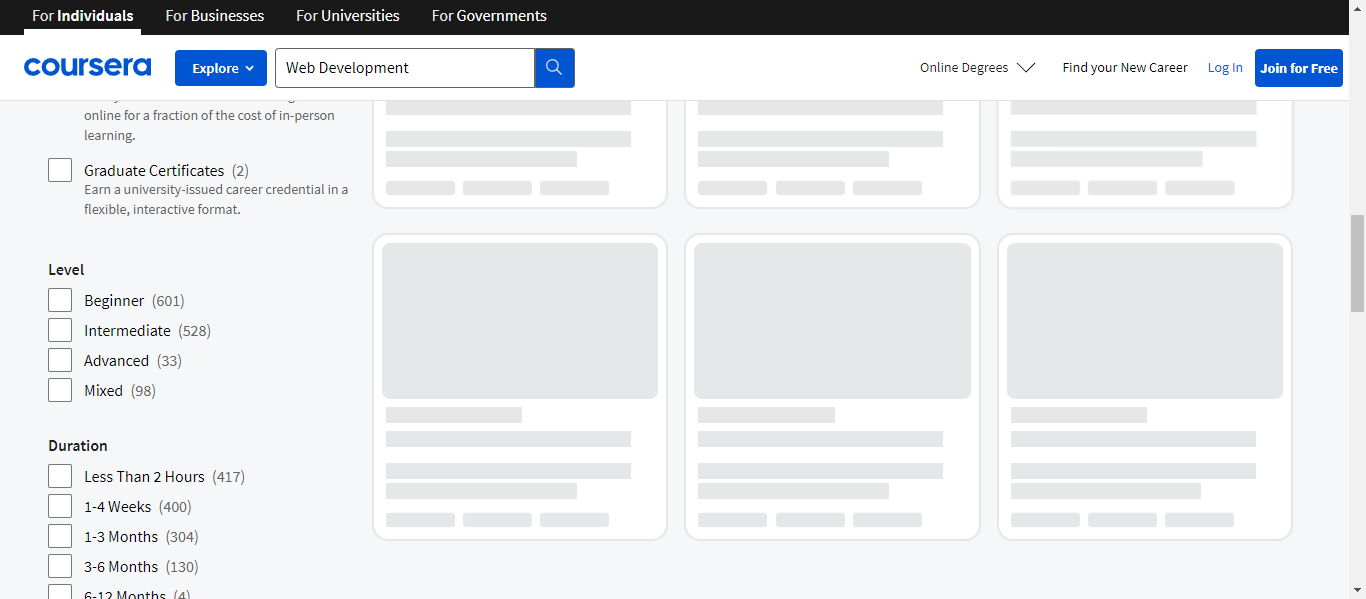 For Individuals
For Businesses
For Universities
For Governments
coursera
Explore
Web Development
Online Degrees
Find your New Career
Log In
Join for Free
online for a fraction of the cost of in-person
learning.
Graduate Certificates (2)
Earn a university-issued career credential in a
flexible, interactive format.
Level
Beginner (601)
Intermediate (528)
Advanced (33)
Mixed (98)
Duration
Less Than 2 Hours (417)
1-4 Weeks (400)
1-3 Months (304)
3-6 Months (130)
6-12 Months (4)